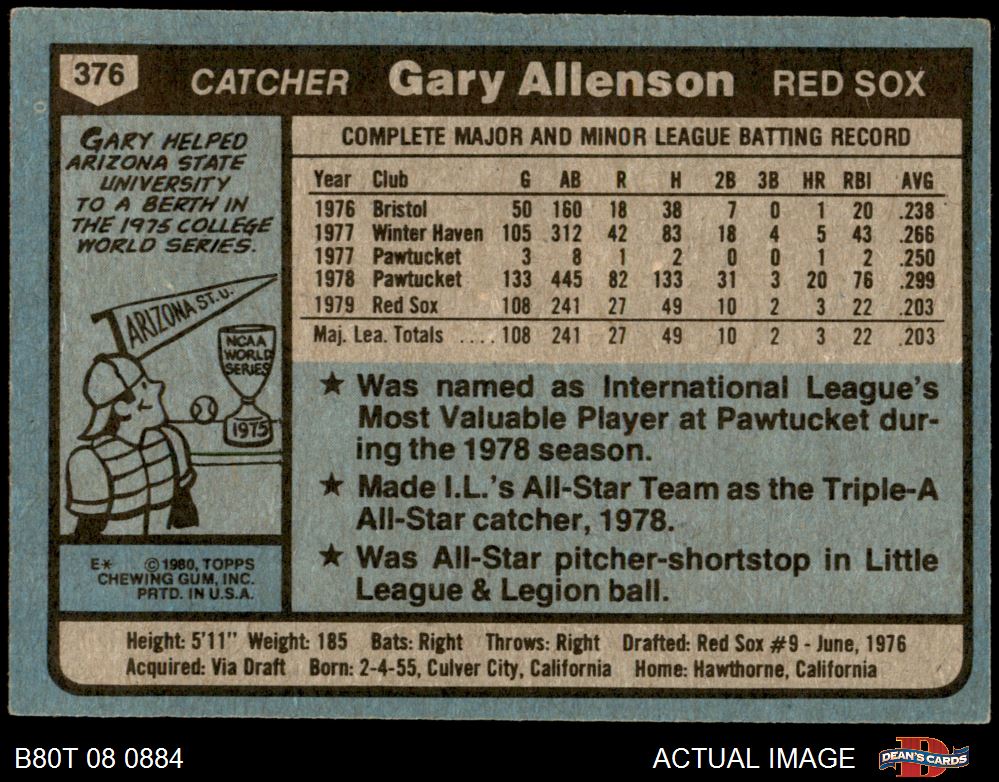 376 CATCHER Gary Allenson RED SOX
GARY HELPED
ARIZONA STATE
UNIVERSITY
TO A BERTH IN
THE 1975 COLLEGE
WORLD SERIES.
ARIZONA ST. U.
NCAA
WORLD
SERIES
1975
E* ©1980, TOPPS
CHEWING GUM, INC.
PRTD. IN U.S.A.
COMPLETE MAJOR AND MINOR LEAGUE BATTING RECORD
Year Club G AB R H 2B 3B HR RBI AVG
1976 Bristol 50 160 18 38 7 0 1 20 .238
1977 Winter Haven 105 312 42 83 18 4 5 43 .266
1977 Pawtucket 3 8 1 2 0 0 1 2 .250
1978 Pawtucket 133 445 82 133 31 3 20 76 .299
1979 Red Sox 108 241 27 49 10 2 3 22 .203
Maj. Lea. Totals .... 108 241 27 49 10 2 3 22 .203
★ Was named as International League's
Most Valuable Player at Pawtucket dur-
ing the 1978 season.
★ Made I.L.'s All-Star Team as the Triple-A
All-Star catcher, 1978.
★ Was All-Star pitcher-shortstop in Little
League & Legion ball.
Height: 5'11" Weight: 185 Bats: Right Throws: Right Drafted: Red Sox #9 - June, 1976
Acquired: Via Draft Born: 2-4-55, Culver City, California Home: Hawthorne, California
B80T 08 0884 ACTUAL IMAGE DEAN'S CARDS